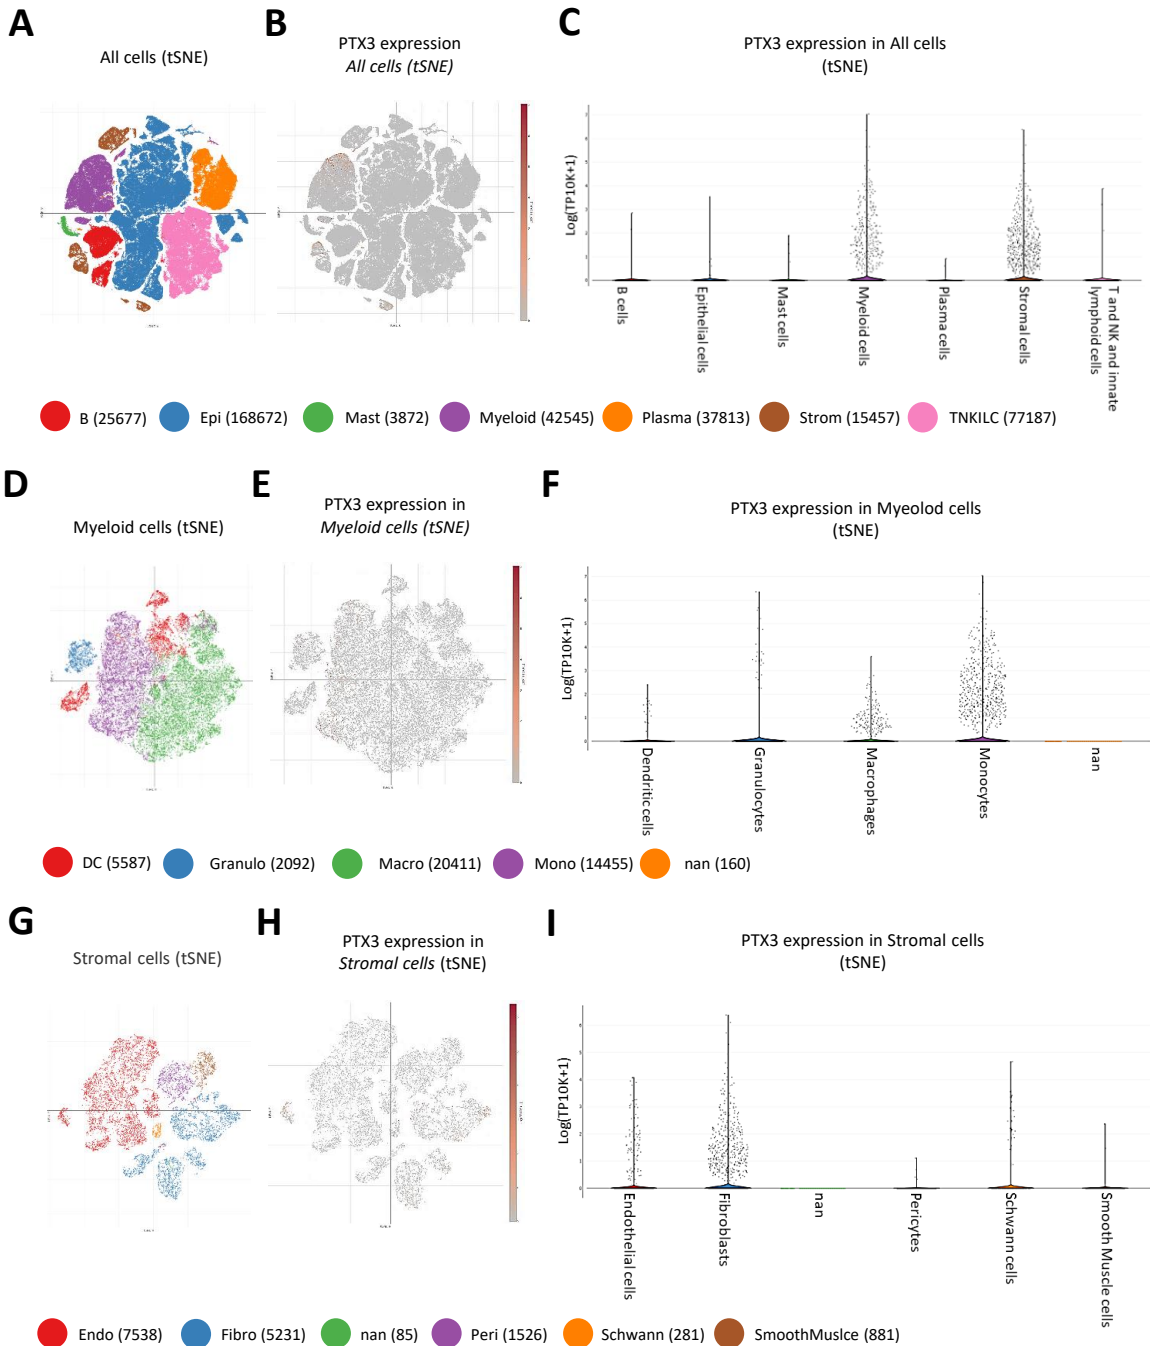 A
All cells (tSNE)
B
PTX3 expression
All cells (tSNE)
C
PTX3 expression in All cells
(tSNE)
Log(TP10K+1)
B cells
Epithelial cells
Mast cells
Myeloid cells
Plasma cells
Stromal cells
T and NK and innate
lymphoid cells
B (25677)
Epi (168672)
Mast (3872)
Myeloid (42545)
Plasma (37813)
Strom (15457)
TNKILC (77187)
D
Myeloid cells (tSNE)
E
PTX3 expression in
Myeloid cells (tSNE)
F
PTX3 expression in Myeolod cells
(tSNE)
Log(TP10K+1)
Dendritic cells
Granulocytes
Macrophages
Monocytes
nan
DC (5587)
Granulo (2092)
Macro (20411)
Mono (14455)
nan (160)
G
Stromal cells (tSNE)
H
PTX3 expression in
Stromal cells (tSNE)
I
PTX3 expression in Stromal cells
(tSNE)
Log(TP10K+1)
Endothelial cells
Fibroblasts
nan
Pericytes
Schwann cells
Smooth Muscle cells
Endo (7538)
Fibro (5231)
nan (85)
Peri (1526)
Schwann (281)
SmoothMuslce (881)